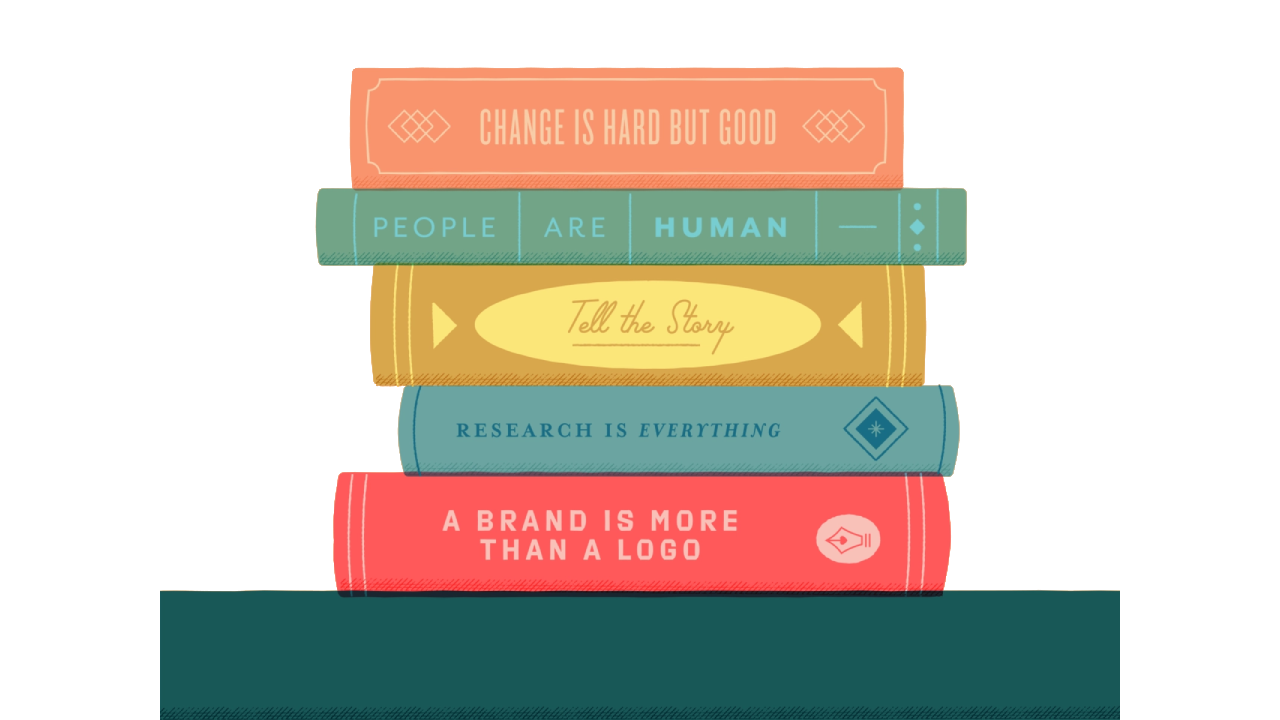 CHANGE IS HARD BUT GOOD
PEOPLE ARE HUMAN
Tell the Story
RESEARCH IS EVERYTHING
A BRAND IS MORE
THAN A LOGO